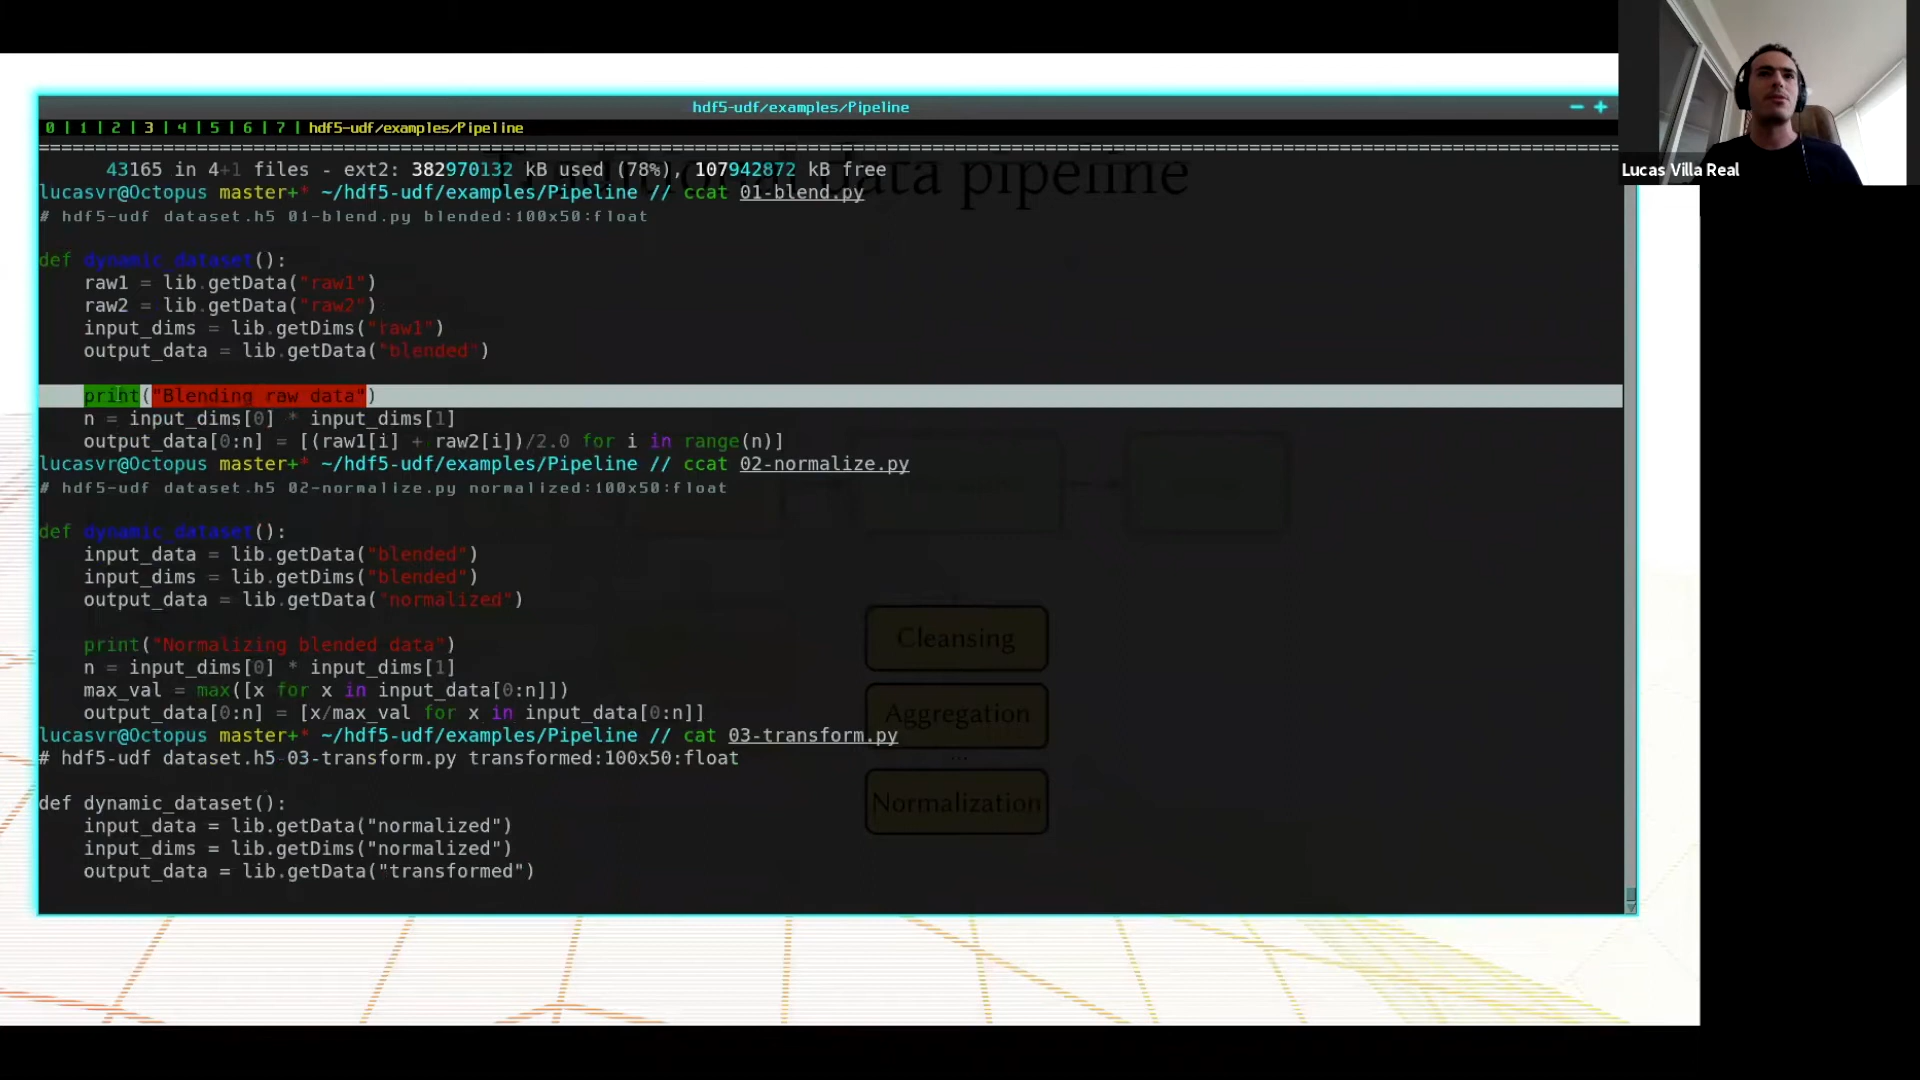 hdf5-udf/examples/Pipeline
0 | 1 | 2 | 3 | 4 | 5 | 6 | 7 | hdf5-udf/examples/Pipeline
43165 in 4+1 files - ext2: 382970132 kB used (78%), 107942872 kB free
data pipeline
Lucas Villa Real
lucasvr@Octopus master+* ~/hdf5-udf/examples/Pipeline // ccat 01-blend.py
# hdf5-udf dataset.h5 01-blend.py blended:100x50:float
def dynamic_dataset():
raw1 = lib.getData("raw1")
raw2 = lib.getData("raw2")
input_dims = lib.getDims("raw1")
output_data = lib.getData("blended")
print("Blending raw data")
n = input_dims[0] * input_dims[1]
output_data[0:n] = [(raw1[i] + raw2[i])/2.0 for i in range(n)]
lucasvr@Octopus master+* ~/hdf5-udf/examples/Pipeline // ccat 02-normalize.py
# hdf5-udf dataset.h5 02-normalize.py normalized:100x50:float
def dynamic_dataset():
input_data = lib.getData("blended")
input_dims = lib.getDims("blended")
output_data = lib.getData("normalized")
print("Normalizing blended data")
n = input_dims[0] * input_dims[1]
max_val = max([x for x in input_data[0:n]])
output_data[0:n] = [x/max_val for x in input_data[0:n]]
lucasvr@Octopus master+* ~/hdf5-udf/examples/Pipeline // cat 03-transform.py
# hdf5-udf dataset.h5 03-transform.py transformed:100x50:float
def dynamic_dataset():
input_data = lib.getData("normalized")
input_dims = lib.getDims("normalized")
output_data = lib.getData("transformed")
Cleansing
Aggregation
...
Normalization